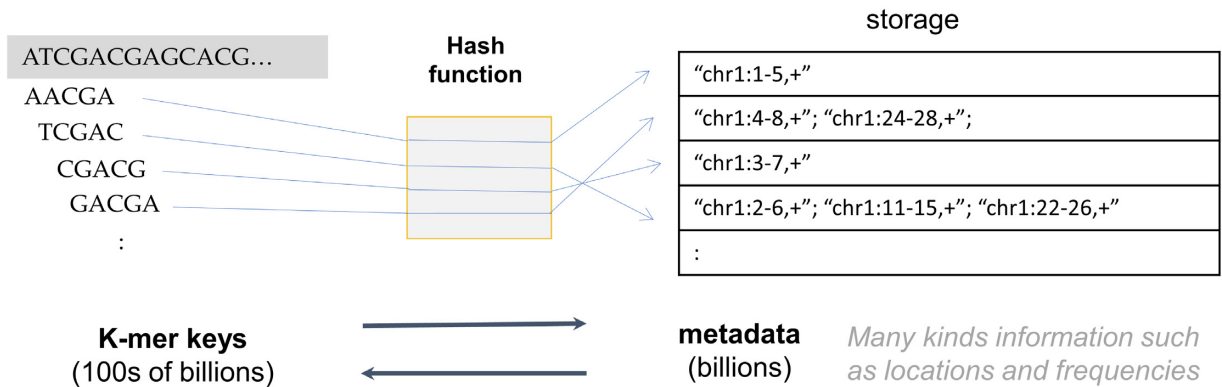 storage
ATCGACGAGCACG…
Hash
function
AACGA
TCGAC
CGACG
GACGA
:
“chr1:1-5,+”
“chr1:4-8,+”; “chr1:24-28,+”;
“chr1:3-7,+”
“chr1:2-6,+”; “chr1:11-15,+”; “chr1:22-26,+”
:
K-mer keys
(100s of billions)
metadata
(billions)
Many kinds information such
as locations and frequencies